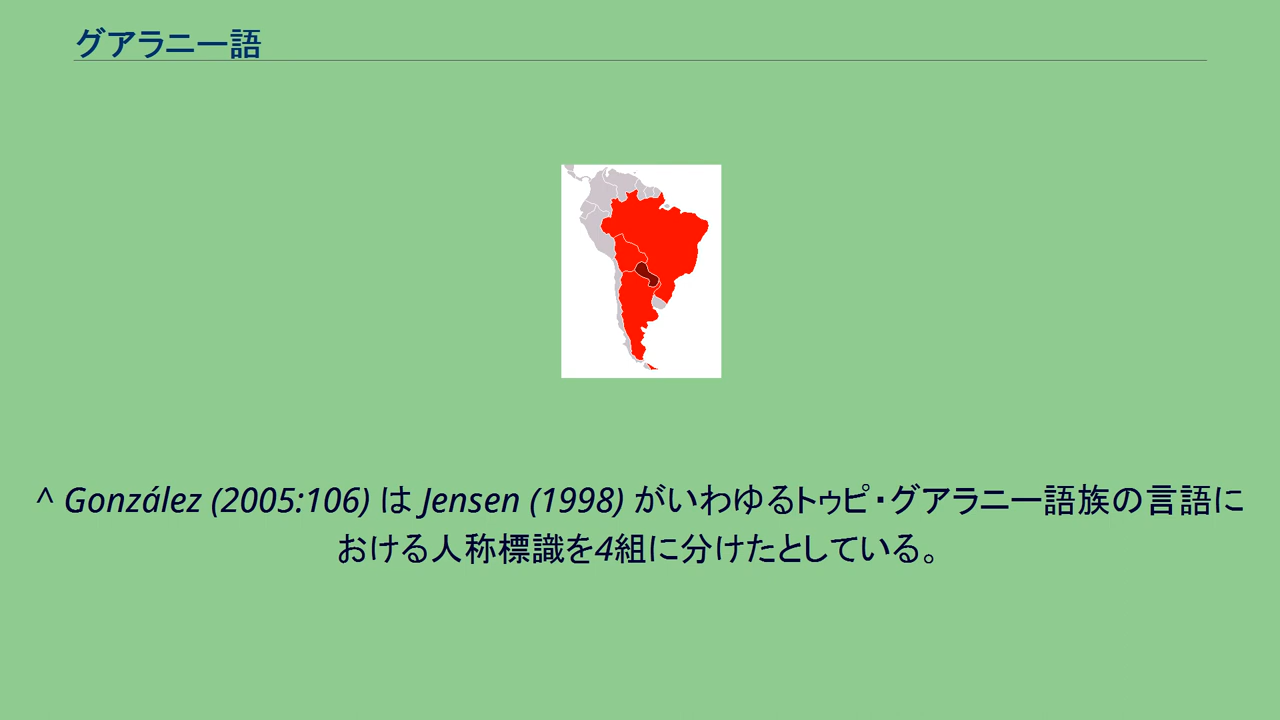 グアラニー語
^ González (2005:106) は Jensen (1998) がいわゆるトゥピ・グアラニー語族の言語に
おける人称標識を4組に分けたとしている。